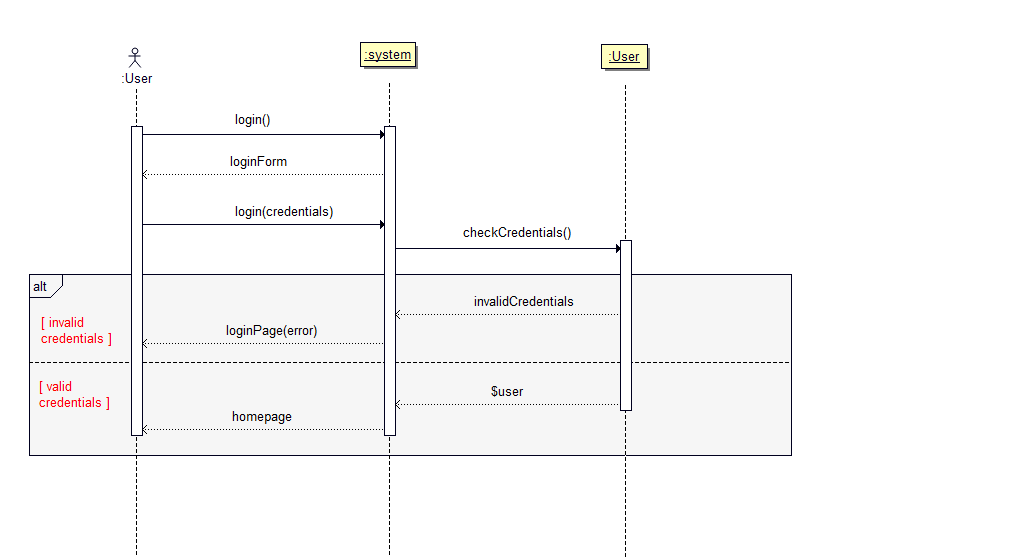 :User
:system
:User
login()
loginForm
login(credentials)
checkCredentials()
alt
invalidCredentials
[ invalid
credentials ]
loginPage(error)
[ valid
credentials ]
$user
homepage